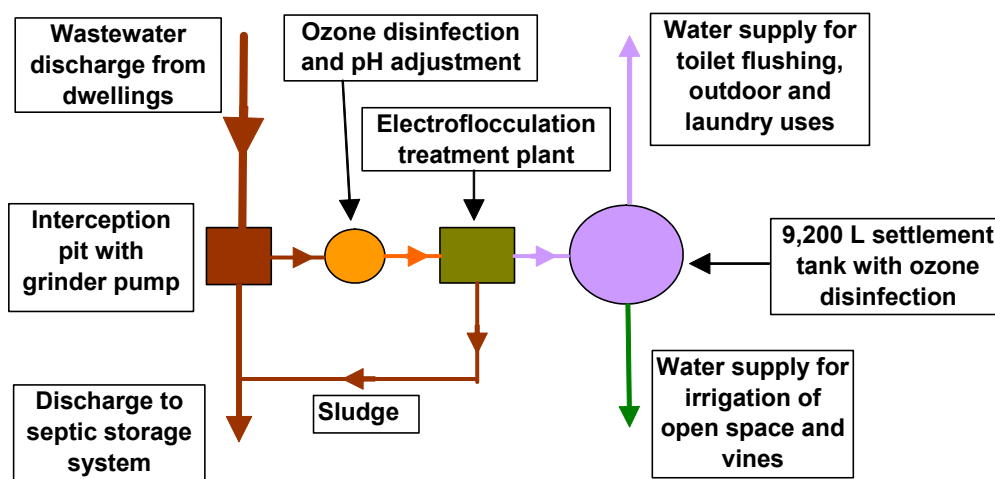 Wastewater
discharge from
dwellings
Ozone disinfection
and pH adjustment
Water supply for
toilet flushing,
outdoor and
laundry uses
Electroflocculation
treatment plant
Interception
pit with
grinder pump
9,200 L settlement
tank with ozone
disinfection
Discharge to
septic storage
system
Sludge
Water supply for
irrigation of
open space and
vines